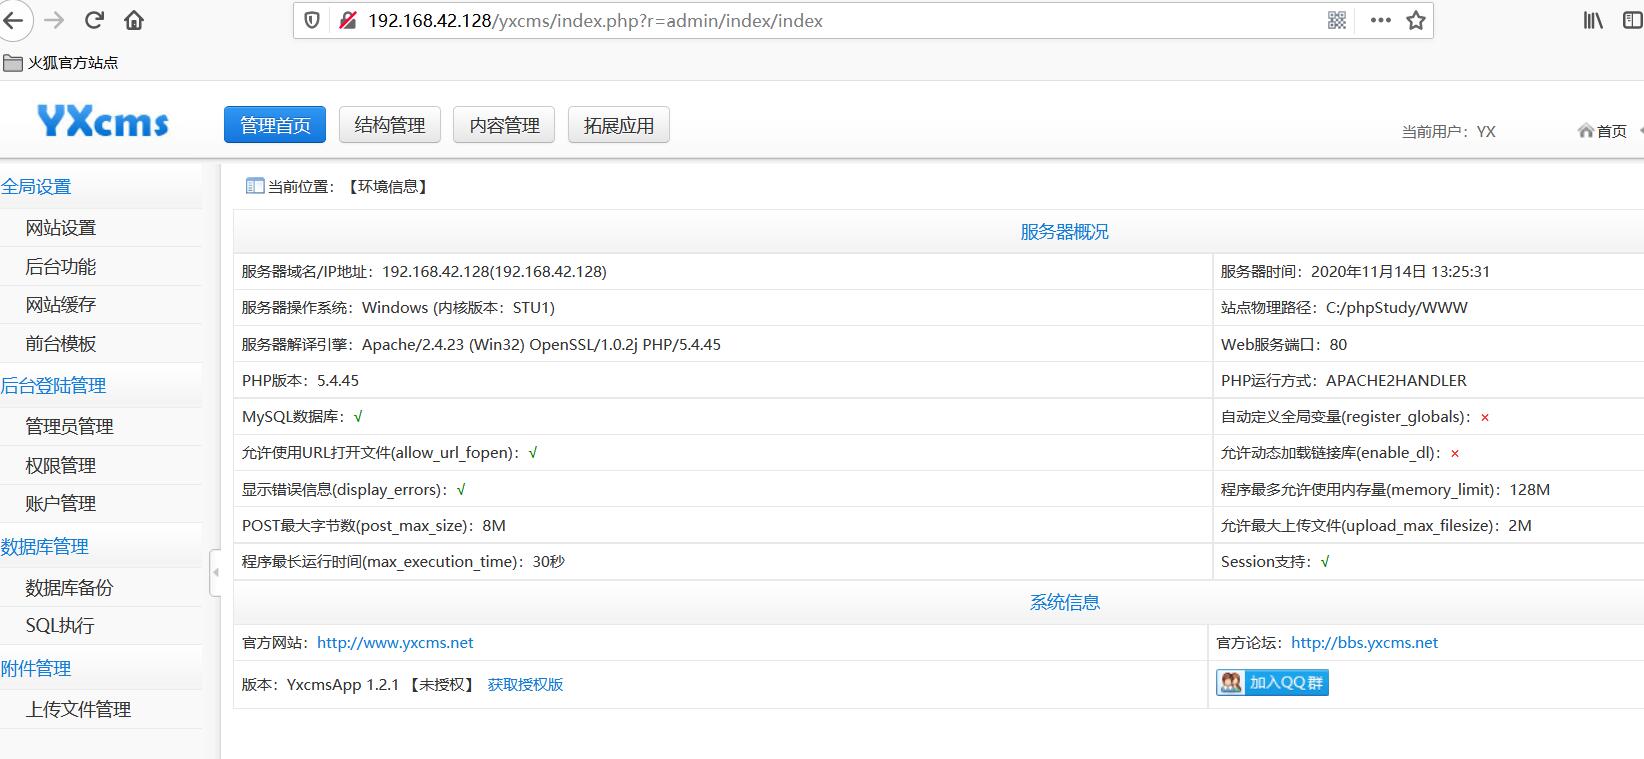 192.168.42.128/yxcms/index.php?r=admin/index/index
火狐官方站点
YXcms
管理首页 结构管理 内容管理 拓展应用
当前用户：YX 首页
全局设置
网站设置
后台功能
网站缓存
前台模板
后台登陆管理
管理员管理
权限管理
账户管理
数据库管理
数据库备份
SQL执行
附件管理
上传文件管理
当前位置：【环境信息】
服务器概况
服务器域名/IP地址：192.168.42.128(192.168.42.128) 服务器时间：2020年11月14日 13:25:31
服务器操作系统：Windows (内核版本：STU1) 站点物理路径：C:/phpStudy/WWW
服务器解译引擎：Apache/2.4.23 (Win32) OpenSSL/1.0.2j PHP/5.4.45 Web服务端口：80
PHP版本：5.4.45 PHP运行方式：APACHE2HANDLER
MySQL数据库：√ 自动定义全局变量(register_globals)：×
允许使用URL打开文件(allow_url_fopen)：√ 允许动态加载链接库(enable_dl)：×
显示错误信息(display_errors)：√ 程序最多允许使用内存量(memory_limit)：128M
POST最大字节数(post_max_size)：8M 允许最大上传文件(upload_max_filesize)：2M
程序最长运行时间(max_execution_time)：30秒 Session支持：√
系统信息
官方网站：http://www.yxcms.net 官方论坛：http://bbs.yxcms.net
版本：YxcmsApp 1.2.1 【未授权】 获取授权版 加入QQ群